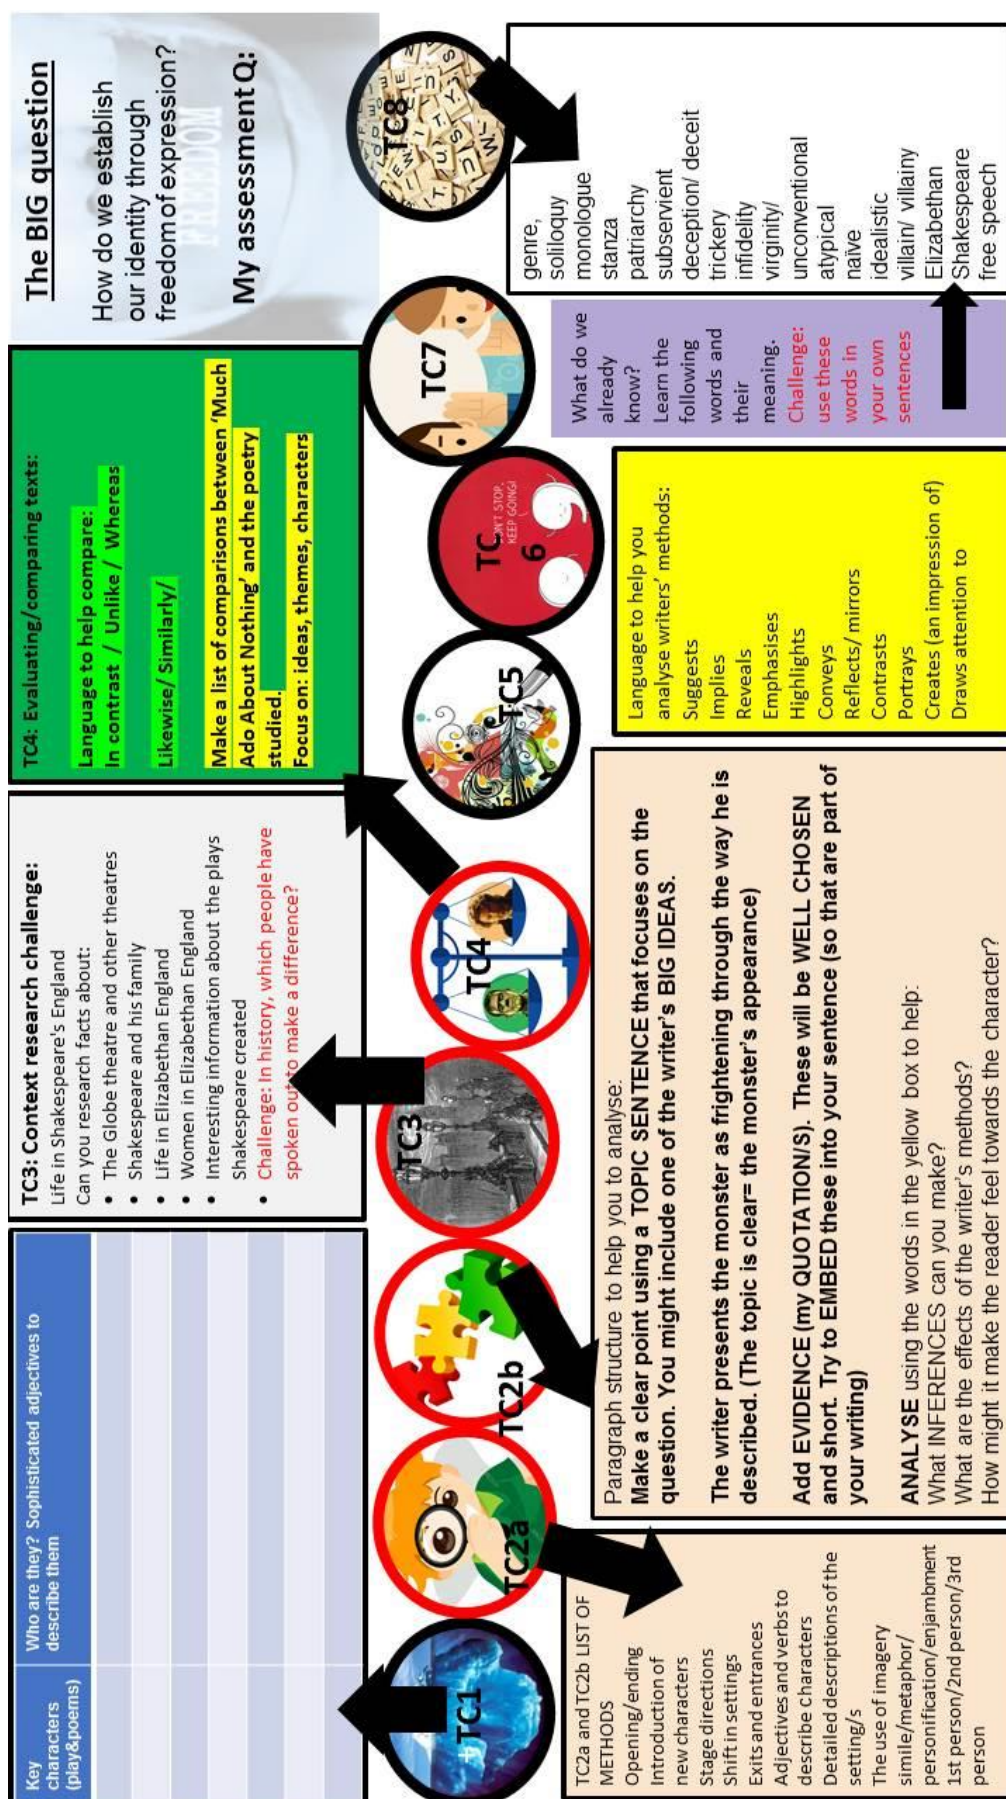 Key
characters
(play&poems)
Who are they? Sophisticated adjectives to
describe them
TC3: Context research challenge:
Life in Shakespeare's England
Can you research facts about:
• The Globe theatre and other theatres
• Shakespeare and his family
• Life in Elizabethan England
• Women in Elizabethan England
• Interesting information about the plays
Shakespeare created
• Challenge: In history, which people have
spoken out to make a difference?
TC4: Evaluating/comparing texts:
Language to help compare:
In contrast / Unlike / Whereas
Likewise/ Similarly/
Make a list of comparisons between 'Much
Ado About Nothing' and the poetry
studied.
Focus on: ideas, themes, characters
The BIG question
How do we establish
our identity through
freedom of expression?
FREEDOM
My assessment Q:
TC1
TC2a
TC2b
TC3
TC4
TC5
TC
6
DON'T STOP,
KEEP GOING!
TC7
TC8
TC2a and TC2b LIST OF
METHODS
Opening/ending
Introduction of
new characters
Stage directions
Shift in settings
Exits and entrances
Adjectives and verbs to
describe characters
Detailed descriptions of the
setting/s
The use of imagery
simile/metaphor/
personification/enjambment
1st person/2nd person/3rd
person
Paragraph structure to help you to analyse:
Make a clear point using a TOPIC SENTENCE that focuses on the
question. You might include one of the writer's BIG IDEAS.
The writer presents the monster as frightening through the way he is
described. (The topic is clear= the monster's appearance)
Add EVIDENCE (my QUOTATION/S). These will be WELL CHOSEN
and short. Try to EMBED these into your sentence (so that are part of
your writing)
ANALYSE using the words in the yellow box to help:
What INFERENCES can you make?
What are the effects of the writer's methods?
How might it make the reader feel towards the character?
Language to help you
analyse writers' methods:
Suggests
Implies
Reveals
Emphasises
Highlights
Conveys
Reflects/ mirrors
Contrasts
Portrays
Creates (an impression of)
Draws attention to
What do we
already
know?
Learn the
following
words and
their
meaning.
Challenge:
use these
words in
your own
sentences
genre,
soliloquy
monologue
stanza
patriarchy
subservient
deception/ deceit
trickery
infidelity
virginity/
unconventional
atypical
naïve
idealistic
villain/ villainy
Elizabethan
Shakespeare
free speech